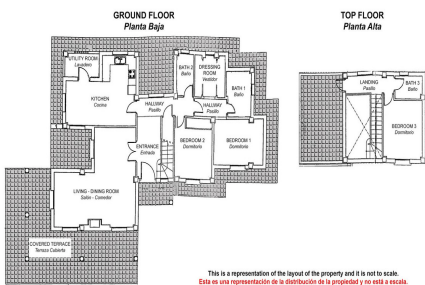 GROUND FLOOR
Planta Baja
TOP FLOOR
Planta Alta
UTILITY ROOM
Lavadero
KITCHEN
Cocina
BATH 2
Baño
DRESSING
ROOM
Vestidor
HALLWAY
Pasillo
HALLWAY
Pasillo
BATH 1
Baño
BEDROOM 2
Dormitorio
BEDROOM 1
Dormitorio
ENTRANCE
Entrada
LIVING - DINING ROOM
Salón - Comedor
COVERED TERRACE
Terraza Cabierta
LANDING
Pasillo
BATH 3
Baño
BEDROOM 3
Dormitorio
This is a representation of the layout of the property and it is not to scale.
Esta es una representación de la distribución de la propiedad y no está a escala.